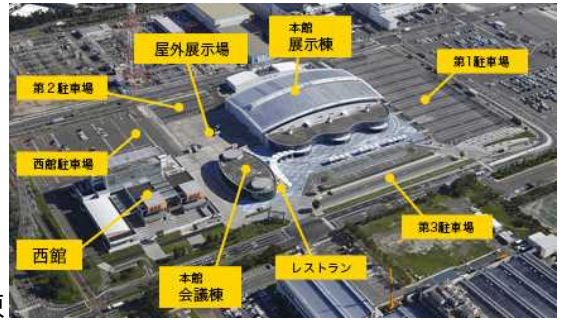 本館
展示棟
屋外展示場
第1駐車場
第2駐車場
西館駐車場
西館
本館
会議棟
レストラン
第3駐車場